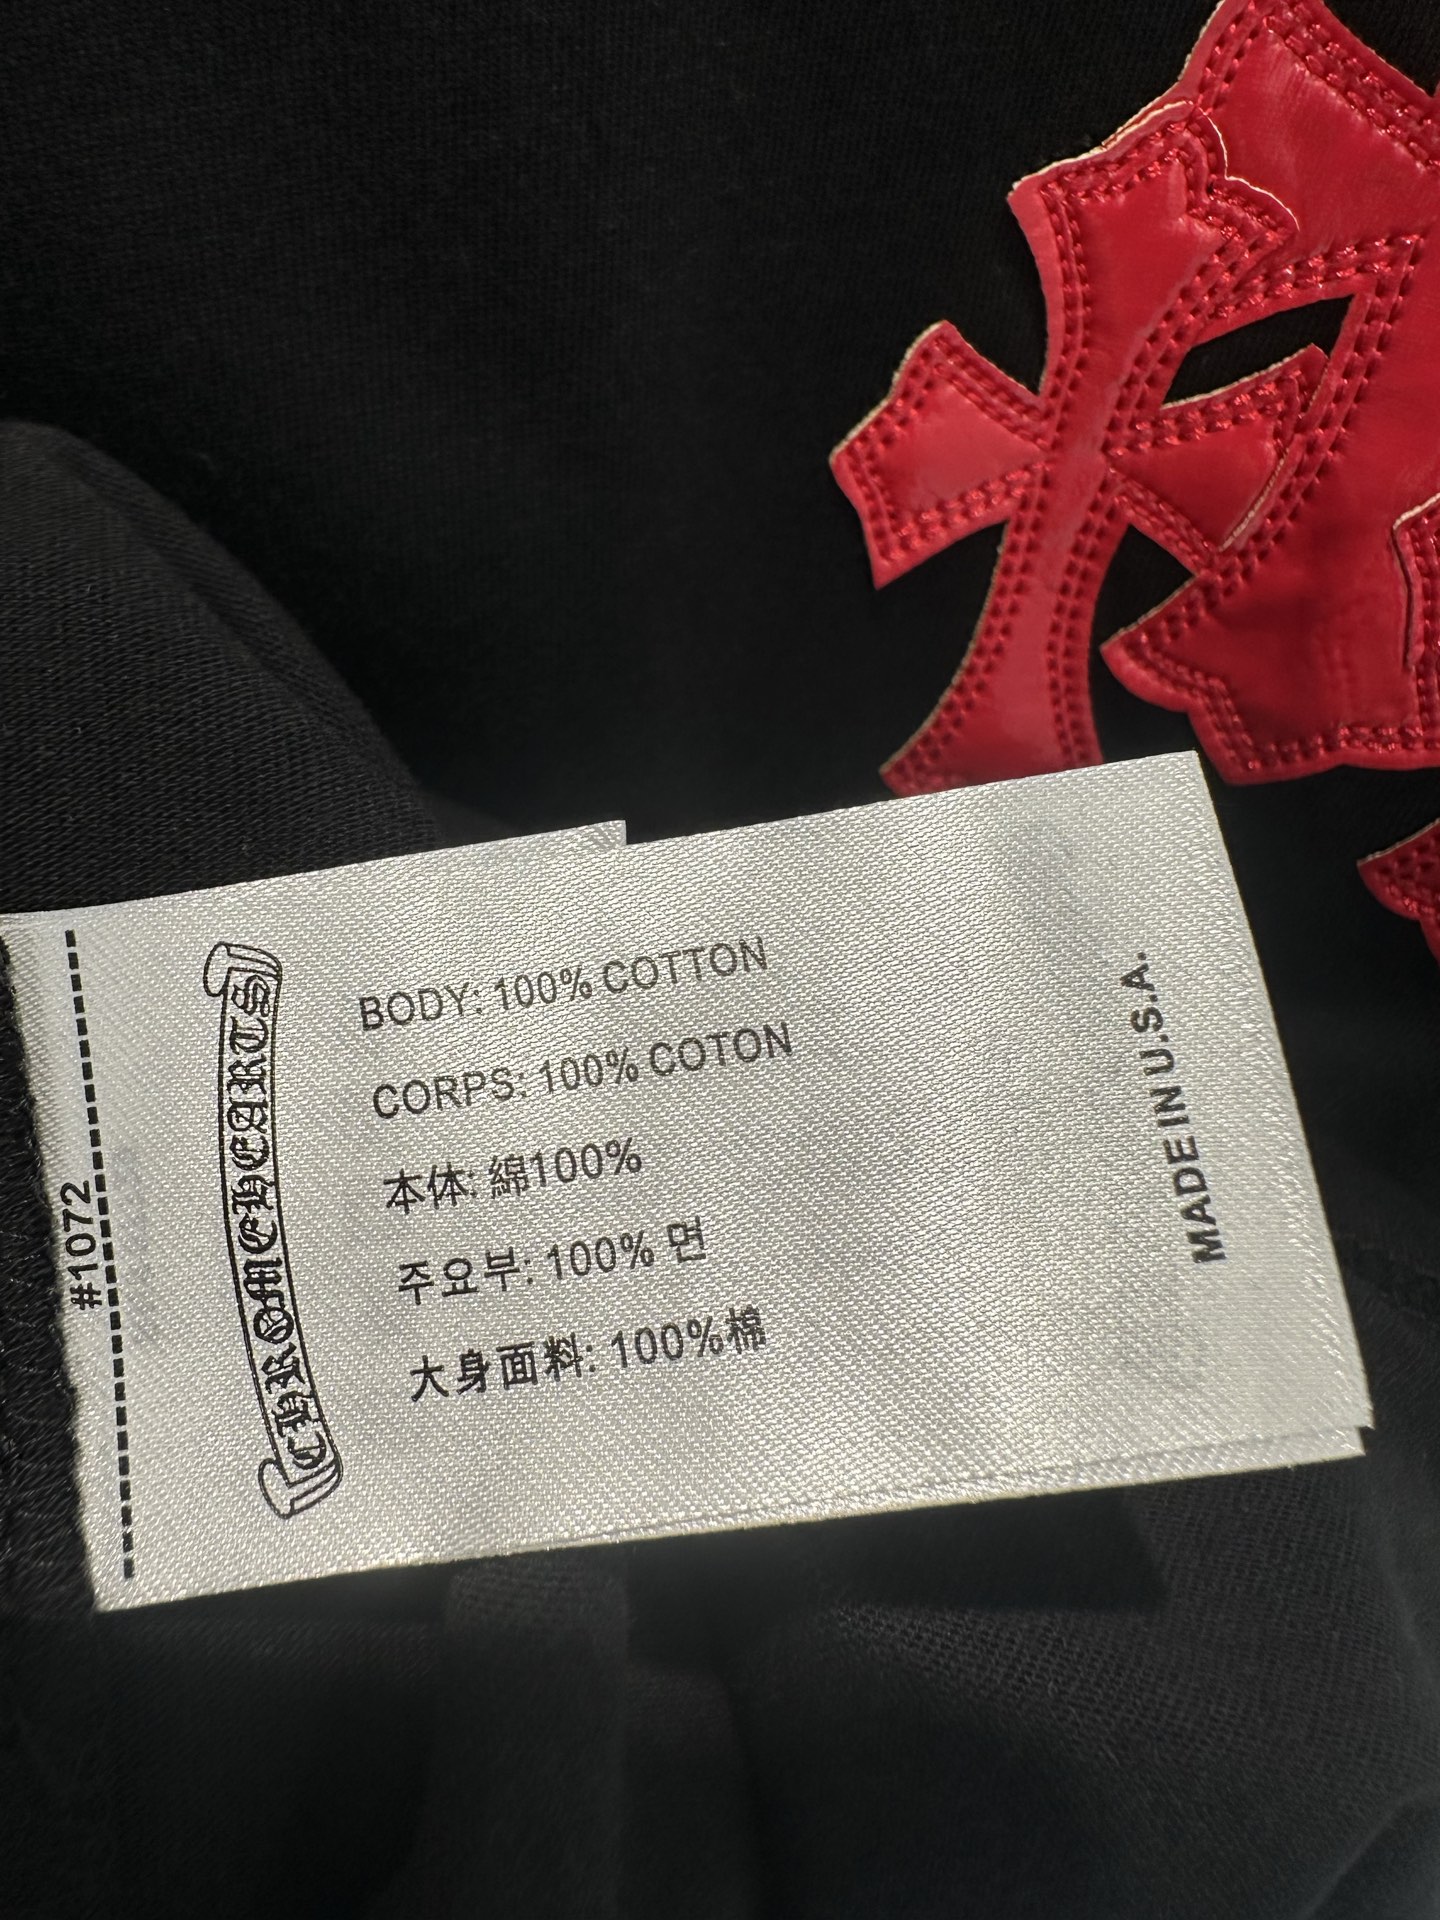 #1072
CHROME HEARTS
BODY: 100% COTTON
CORPS: 100% COTON
本体: 綿100%
주요부: 100% 면
大身面料: 100%棉
MADE IN U.S.A.